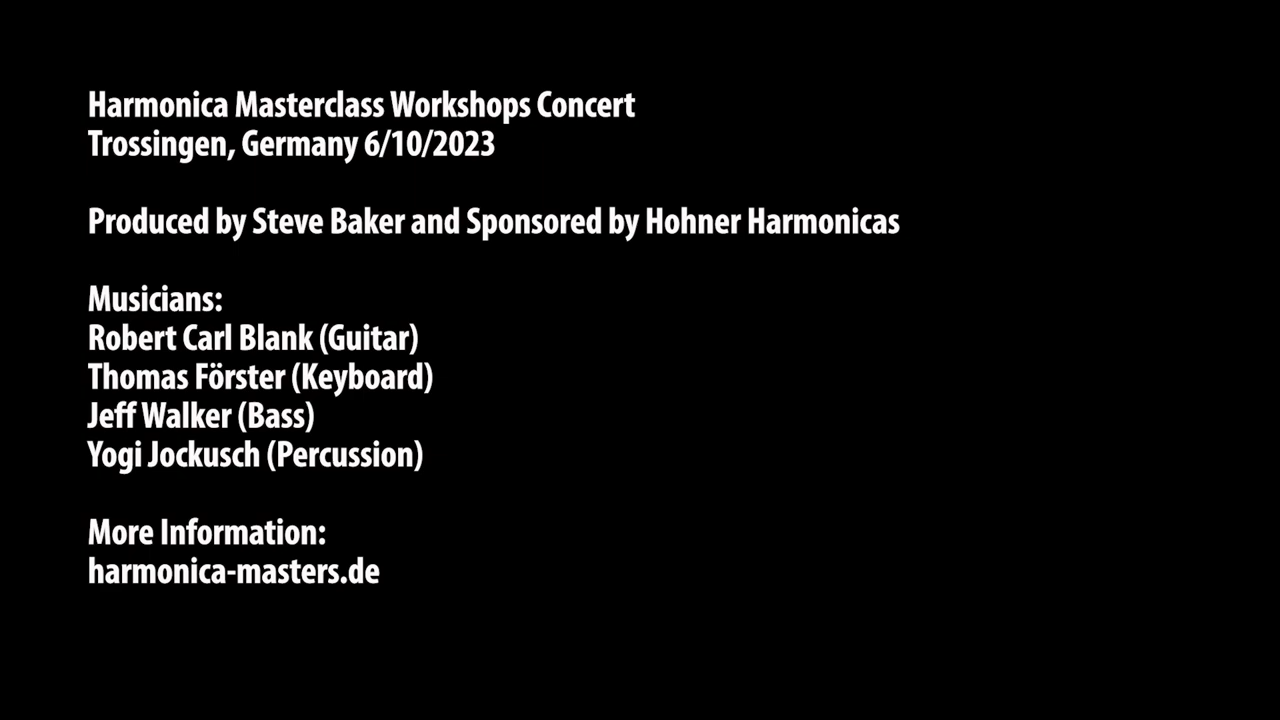 Harmonica Masterclass Workshops Concert
Trossingen, Germany 6/10/2023
Produced by Steve Baker and Sponsored by Hohner Harmonicas
Musicians:
Robert Carl Blank (Guitar)
Thomas Förster (Keyboard)
Jeff Walker (Bass)
Yogi Jockusch (Percussion)
More Information:
harmonica-masters.de